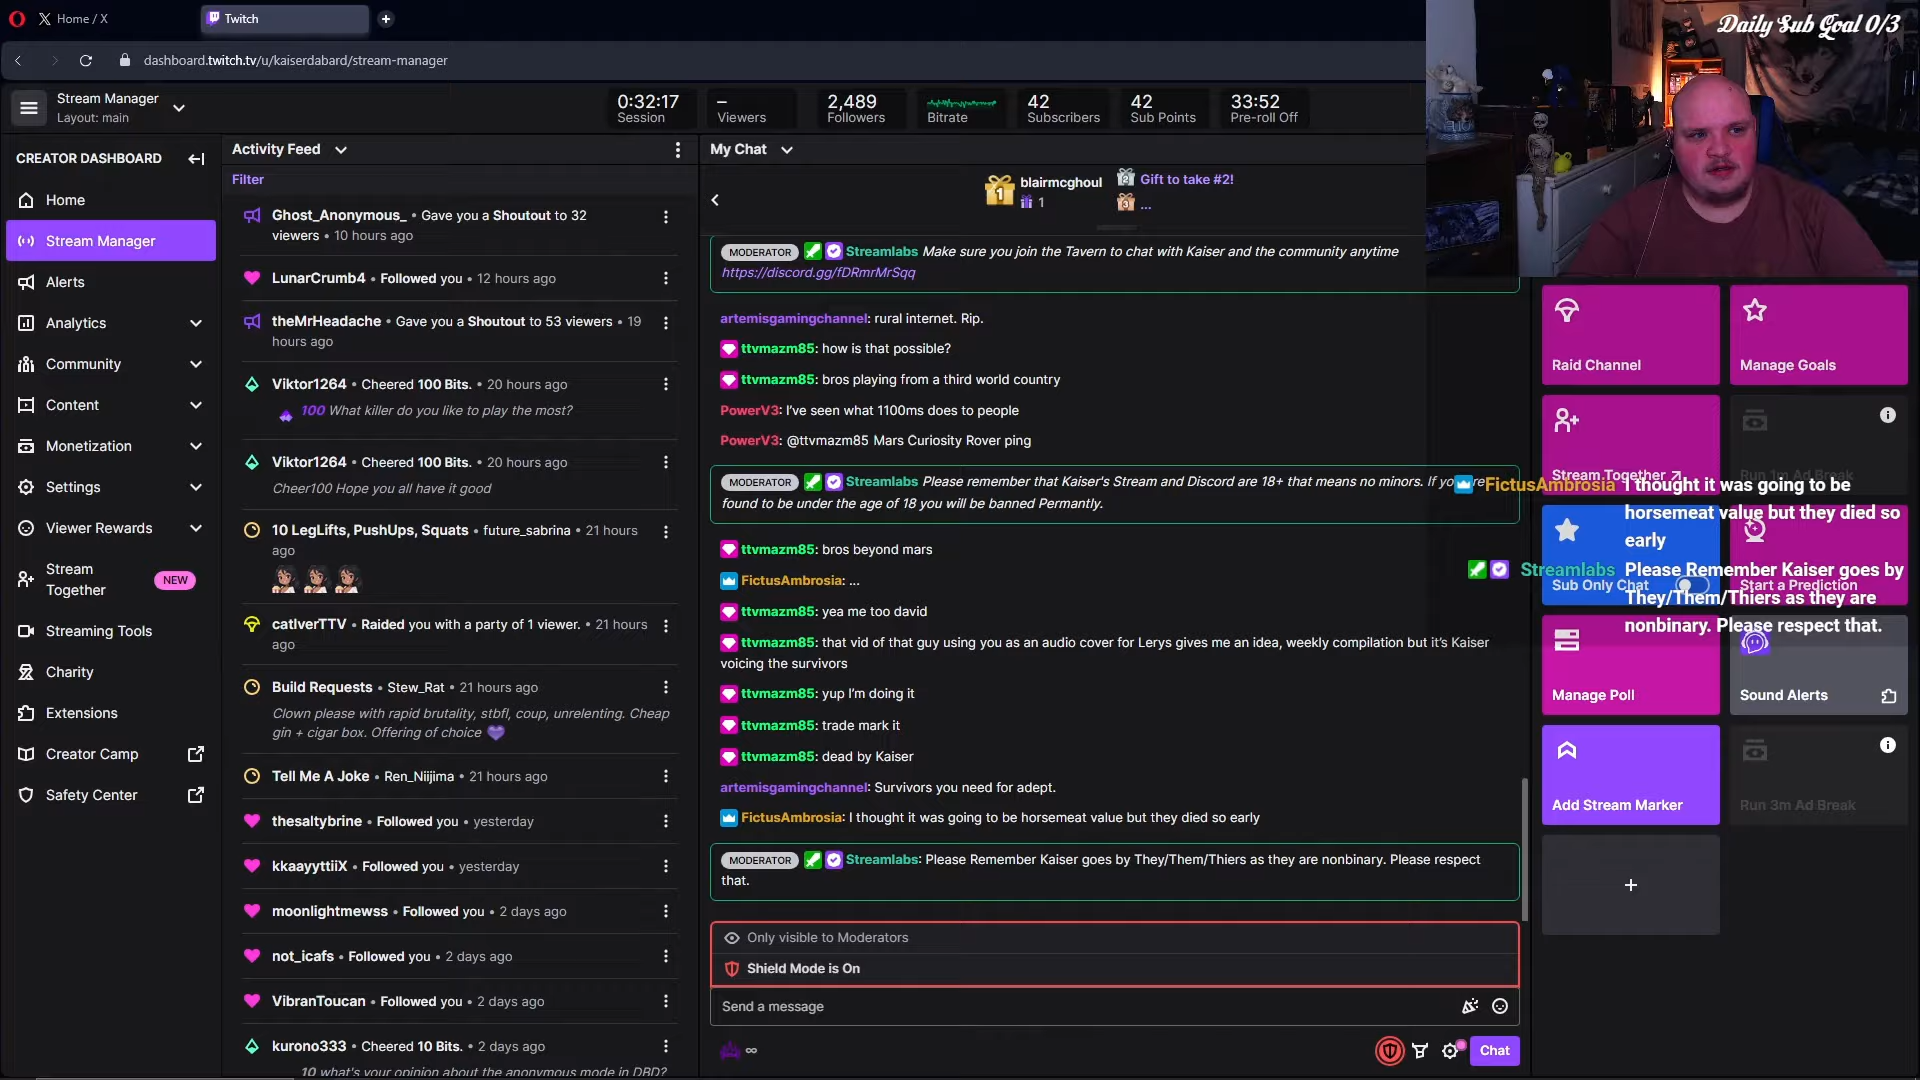 Home / X
Twitch
dashboard.twitch.tv/u/kaiserdabard/stream-manager
Daily Sub Goal 0/3
Stream Manager
Layout: main
0:32:17
Session
–
Viewers
2,489
Followers
Bitrate
42
Subscribers
42
Sub Points
33:52
Pre-roll Off
CREATOR DASHBOARD
Home
Stream Manager
Alerts
Analytics
Community
Content
Monetization
Settings
Viewer Rewards
Stream
Together
NEW
Streaming Tools
Charity
Extensions
Creator Camp
Safety Center
Activity Feed
Filter
Ghost_Anonymous_ • Gave you a Shoutout to 32
viewers • 10 hours ago
LunarCrumb4 • Followed you • 12 hours ago
theMrHeadache • Gave you a Shoutout to 53 viewers • 19
hours ago
Viktor1264 • Cheered 100 Bits. • 20 hours ago
100 What killer do you like to play the most?
Viktor1264 • Cheered 100 Bits. • 20 hours ago
Cheer100 Hope you all have it good
10 LegLifts, PushUps, Squats • future_sabrina • 21 hours
ago
catlverTTV • Raided you with a party of 1 viewer. • 21 hours
ago
Build Requests • Stew_Rat • 21 hours ago
Clown please with rapid brutality, stbfl, coup, unrelenting. Cheap
gin + cigar box. Offering of choice
Tell Me A Joke • Ren_Niijima • 21 hours ago
thesaltybrine • Followed you • yesterday
kkaayyttiiX • Followed you • yesterday
moonlightmewss • Followed you • 2 days ago
not_icafs • Followed you • 2 days ago
VibranToucan • Followed you • 2 days ago
kurono333 • Cheered 10 Bits. • 2 days ago
10 what's your opinion about the anonymous mode in DBD?
My Chat
1
blairmcghoul
1
2
Gift to take #2!
3
...
MODERATOR Streamlabs Make sure you join the Tavern to chat with Kaiser and the community anytime
https://discord.gg/fDRmrMrSqq
artemisgamingchannel: rural internet. Rip.
ttvmazm85: how is that possible?
ttvmazm85: bros playing from a third world country
PowerV3: I've seen what 1100ms does to people
PowerV3: @ttvmazm85 Mars Curiosity Rover ping
MODERATOR Streamlabs Please remember that Kaiser's Stream and Discord are 18+ that means no minors. If
found to be under the age of 18 you will be banned Permantly.
ttvmazm85: bros beyond mars
FictusAmbrosia: ...
ttvmazm85: yea me too david
ttvmazm85: that vid of that guy using you as an audio cover for Lerys gives me an idea, weekly compilation but it's Kaiser
voicing the survivors
ttvmazm85: yup I'm doing it
ttvmazm85: trade mark it
ttvmazm85: dead by Kaiser
artemisgamingchannel: Survivors you need for adept.
FictusAmbrosia: I thought it was going to be horsemeat value but they died so early
MODERATOR Streamlabs: Please Remember Kaiser goes by They/Them/Thiers as they are nonbinary. Please respect
that.
Only visible to Moderators
Shield Mode is On
Send a message
∞
Chat
Raid Channel
Manage Goals
Stream Together
Run 1m Ad Break
FictusAmbrosia I thought it was going to be
horsemeat value but they died so
early
Sub Only Chat
Start a Prediction
Streamlabs Please Remember Kaiser goes by
They/Them/Thiers as they are
nonbinary. Please respect that.
Manage Poll
Sound Alerts
Add Stream Marker
Run 3m Ad Break
+